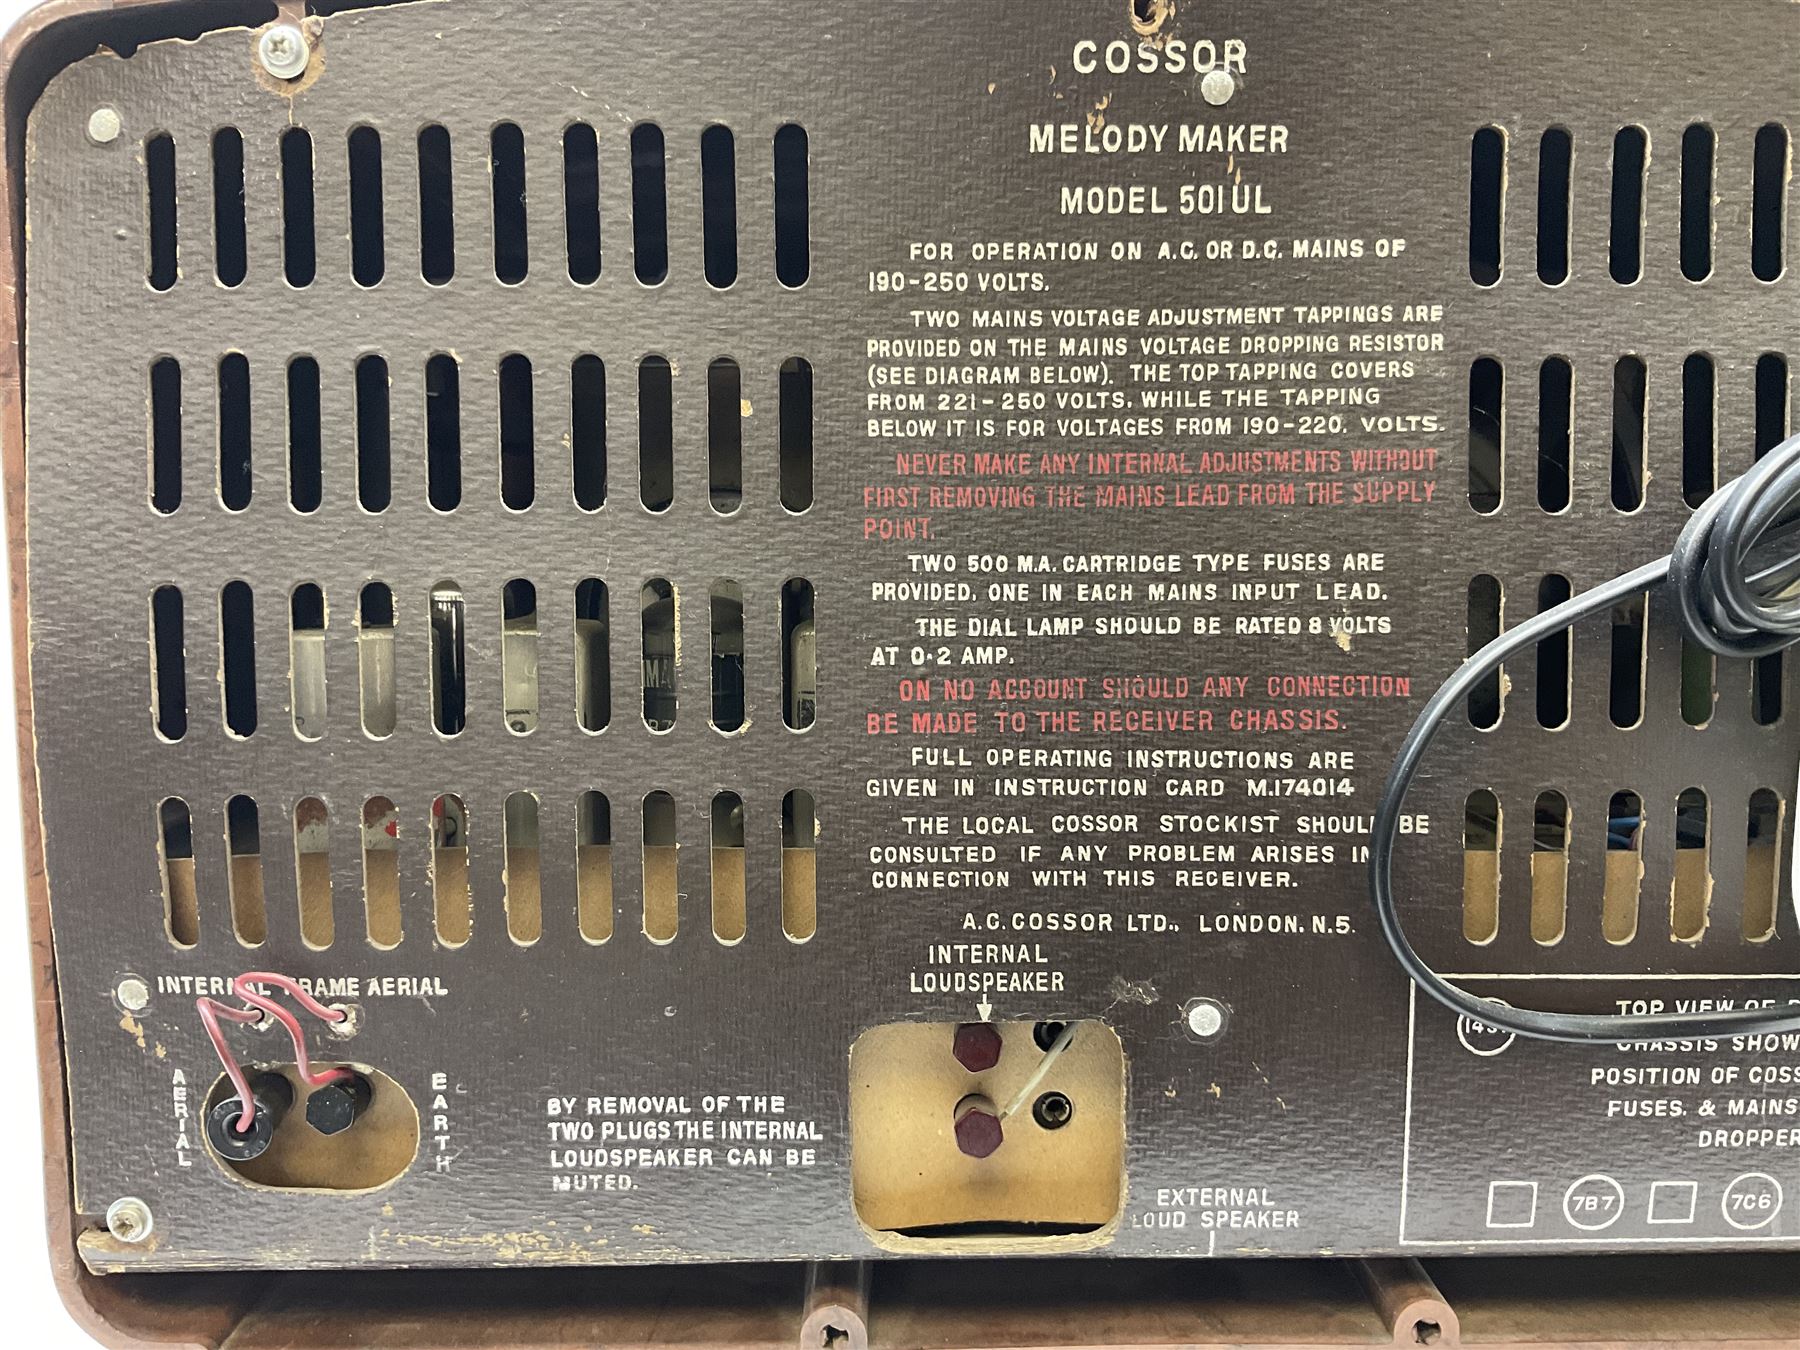 COSSOR
MELODY MAKER
MODEL 501UL
FOR OPERATION ON A.C. OR D.C. MAINS OF
190-250 VOLTS.
TWO MAINS VOLTAGE ADJUSTMENT TAPPINGS ARE
PROVIDED ON THE MAINS VOLTAGE DROPPING RESISTOR
(SEE DIAGRAM BELOW). THE TOP TAPPING COVERS
FROM 221-250 VOLTS, WHILE THE TAPPING
BELOW IT IS FOR VOLTAGES FROM 190-220. VOLTS.
NEVER MAKE ANY INTERNAL ADJUSTMENTS WITHOUT
FIRST REMOVING THE MAINS LEAD FROM THE SUPPLY
POINT.
TWO 500 M.A. CARTRIDGE TYPE FUSES ARE
PROVIDED, ONE IN EACH MAINS INPUT LEAD.
THE DIAL LAMP SHOULD BE RATED 8 VOLTS
AT 0.2 AMP.
ON NO ACCOUNT SHOULD ANY CONNECTION
BE MADE TO THE RECEIVER CHASSIS.
FULL OPERATING INSTRUCTIONS ARE
GIVEN IN INSTRUCTION CARD M.174014
THE LOCAL COSSOR STOCKIST SHOULD BE
CONSULTED IF ANY PROBLEM ARISES IN
CONNECTION WITH THIS RECEIVER.
A.C. COSSOR LTD., LONDON. N.5.
INTERNAL
LOUDSPEAKER
INTERNAL FRAME AERIAL
AERIAL
EARTH
BY REMOVAL OF THE
TWO PLUGS THE INTERNAL
LOUDSPEAKER CAN BE
MUTED.
EXTERNAL
LOUD SPEAKER
TOP VIEW OF
CHASSIS SHOW
POSITION OF COSS
FUSES. & MAINS
DROPPER
7B7
7C6